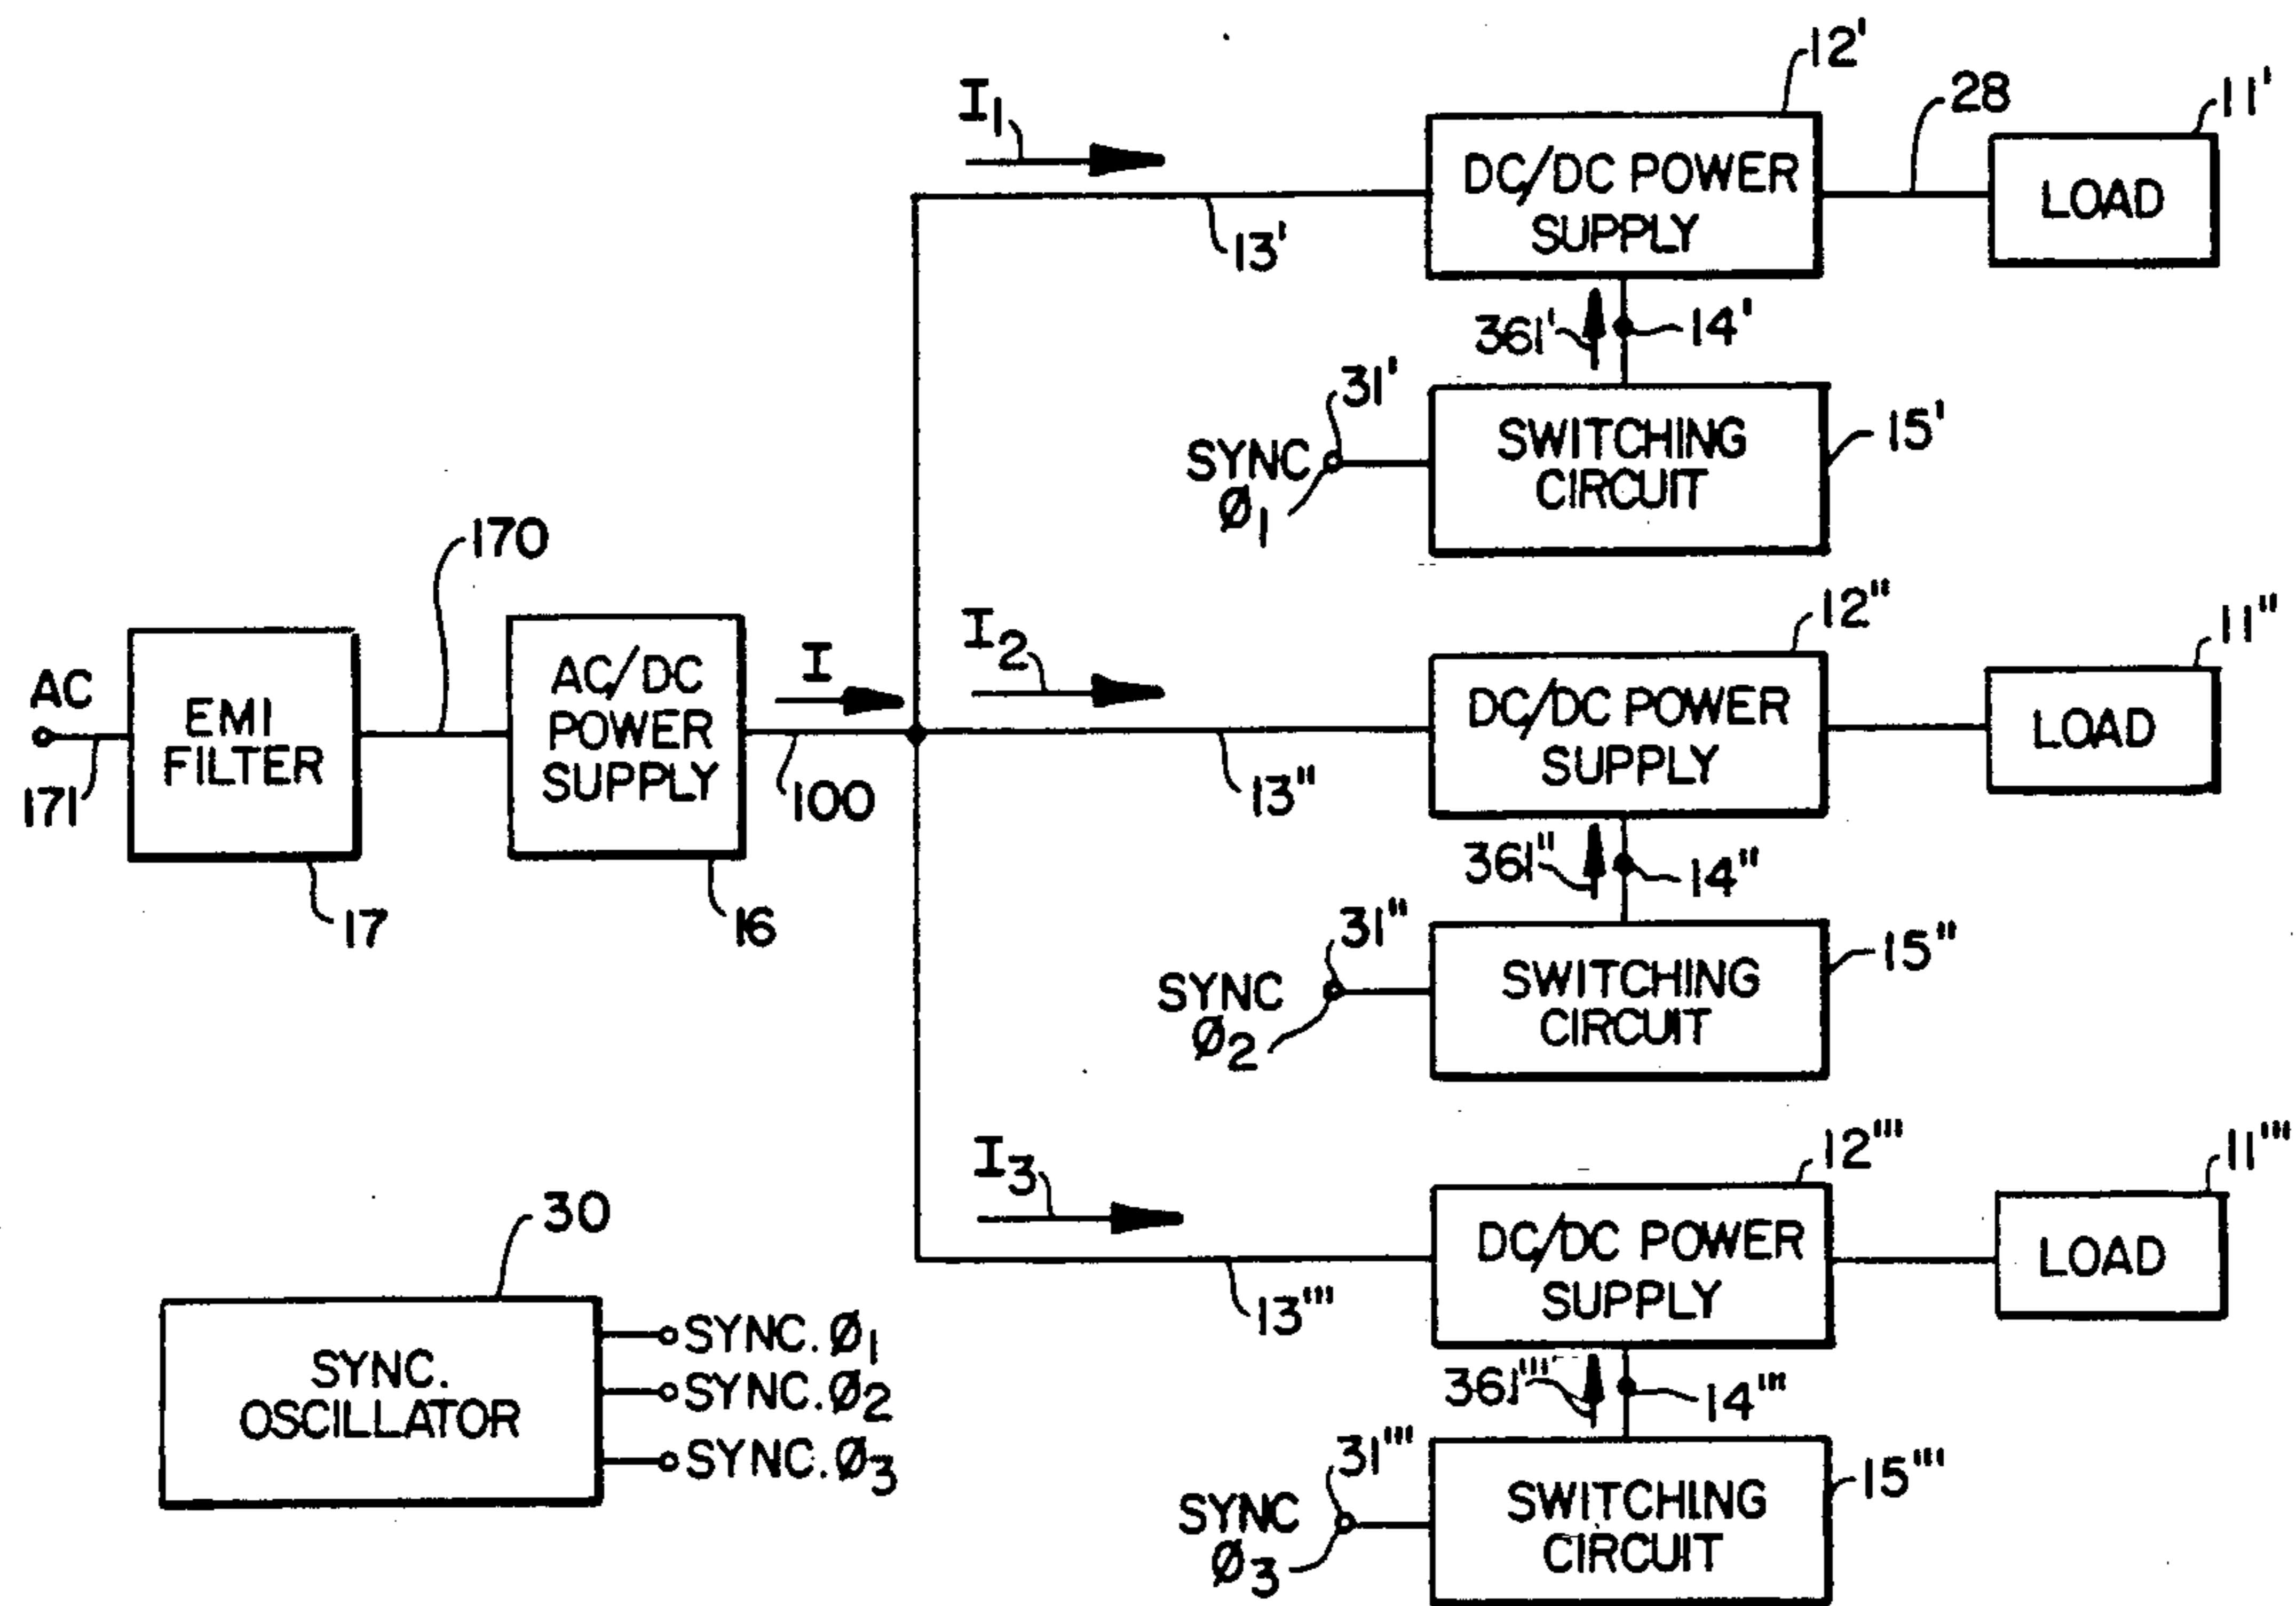 12'
I1
28
11'
DC/DC POWER
SUPPLY
LOAD
13'
361'
14'
31'
SYNC
Ø1
SWITCHING
CIRCUIT
15'
170
AC
171
EMI
FILTER
17
AC/DC
POWER
SUPPLY
16
I
100
I2
12"
11"
DC/DC POWER
SUPPLY
LOAD
13"
361"
14"
31"
SYNC
Ø2
SWITCHING
CIRCUIT
15"
I3
12'''
11'''
DC/DC POWER
SUPPLY
LOAD
13'''
361'''
14'''
31'''
SYNC
Ø3
SWITCHING
CIRCUIT
15'''
30
SYNC.
OSCILLATOR
SYNC. Ø1
SYNC. Ø2
SYNC. Ø3